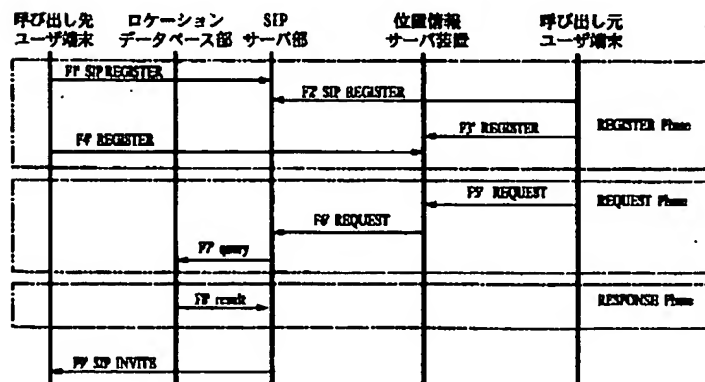 呼び出し先 ロケーション SIP 位置情報 呼び出し元
ユーザ端末 データベース部 サーバ部 サーバ装置 ユーザ端末
F1' SIP REGISTER
F2' SIP REGISTER
F3' REGISTER
REGISTER Phase
F4' REGISTER
F5' REQUEST
REQUEST Phase
F6' REQUEST
F7' query
F8' result
RESPONSE Phase
F9' SIP INVITE